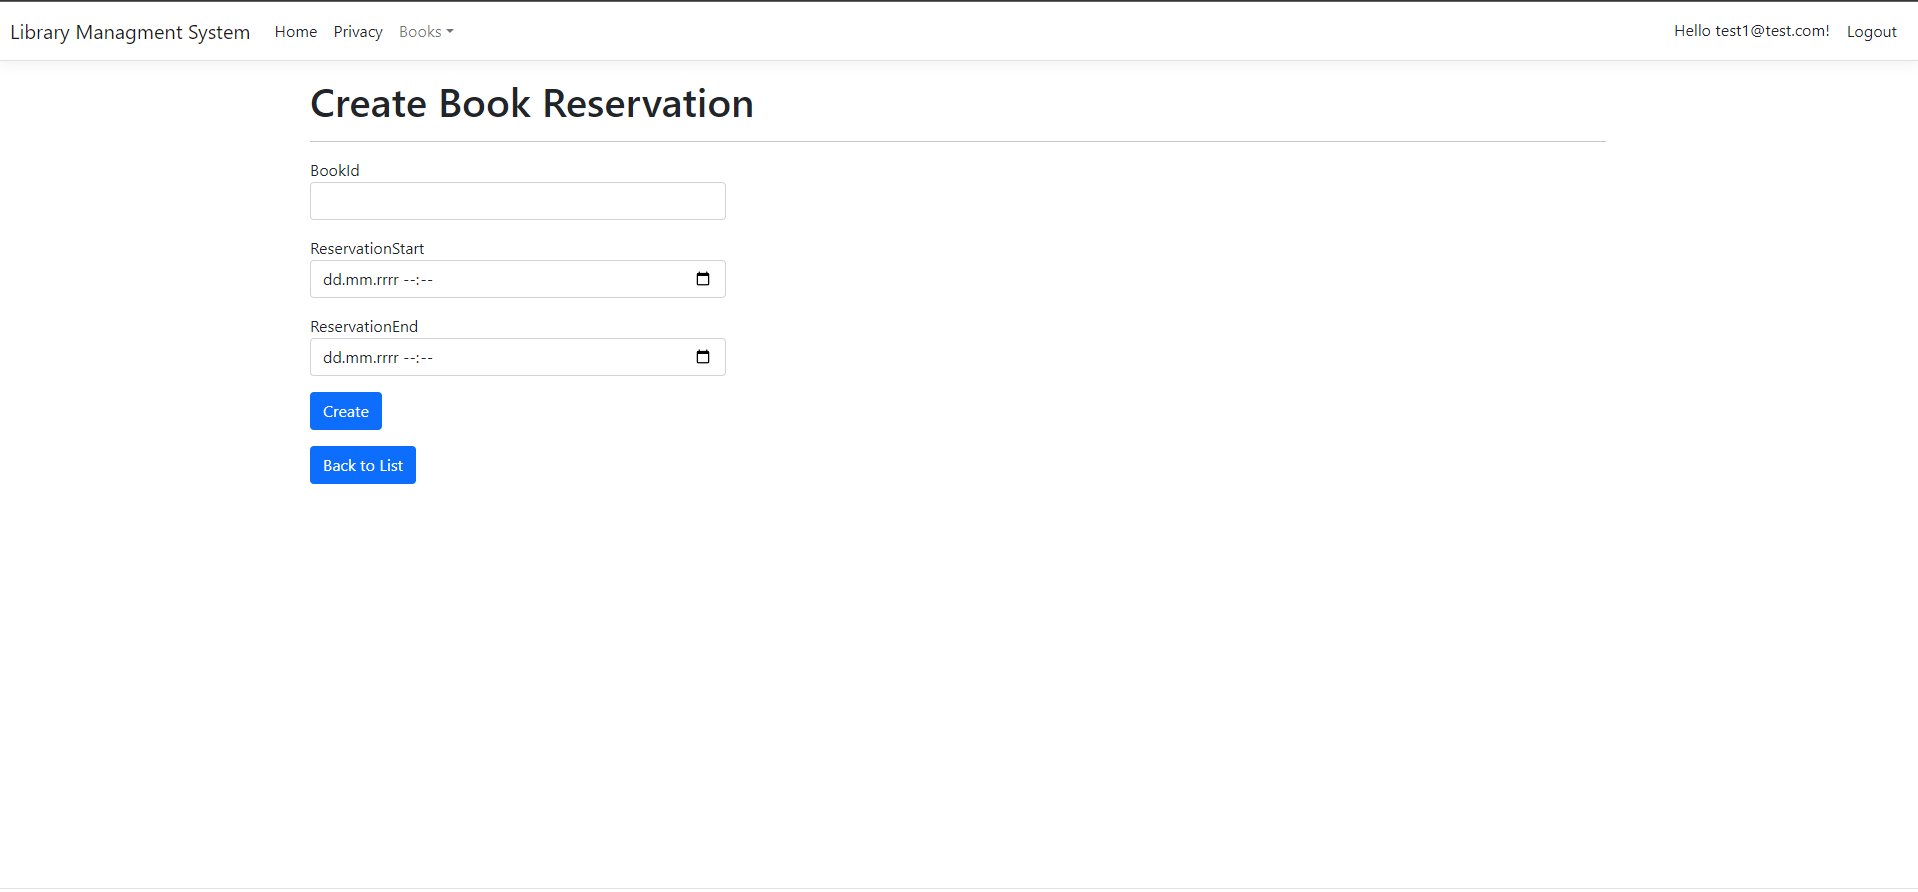 Library Managment System Home Privacy Books Hello test1@test.com! Logout
Create Book Reservation
BookId
ReservationStart
dd.mm.rrrr --:--
ReservationEnd
dd.mm.rrrr --:--
Create
Back to List